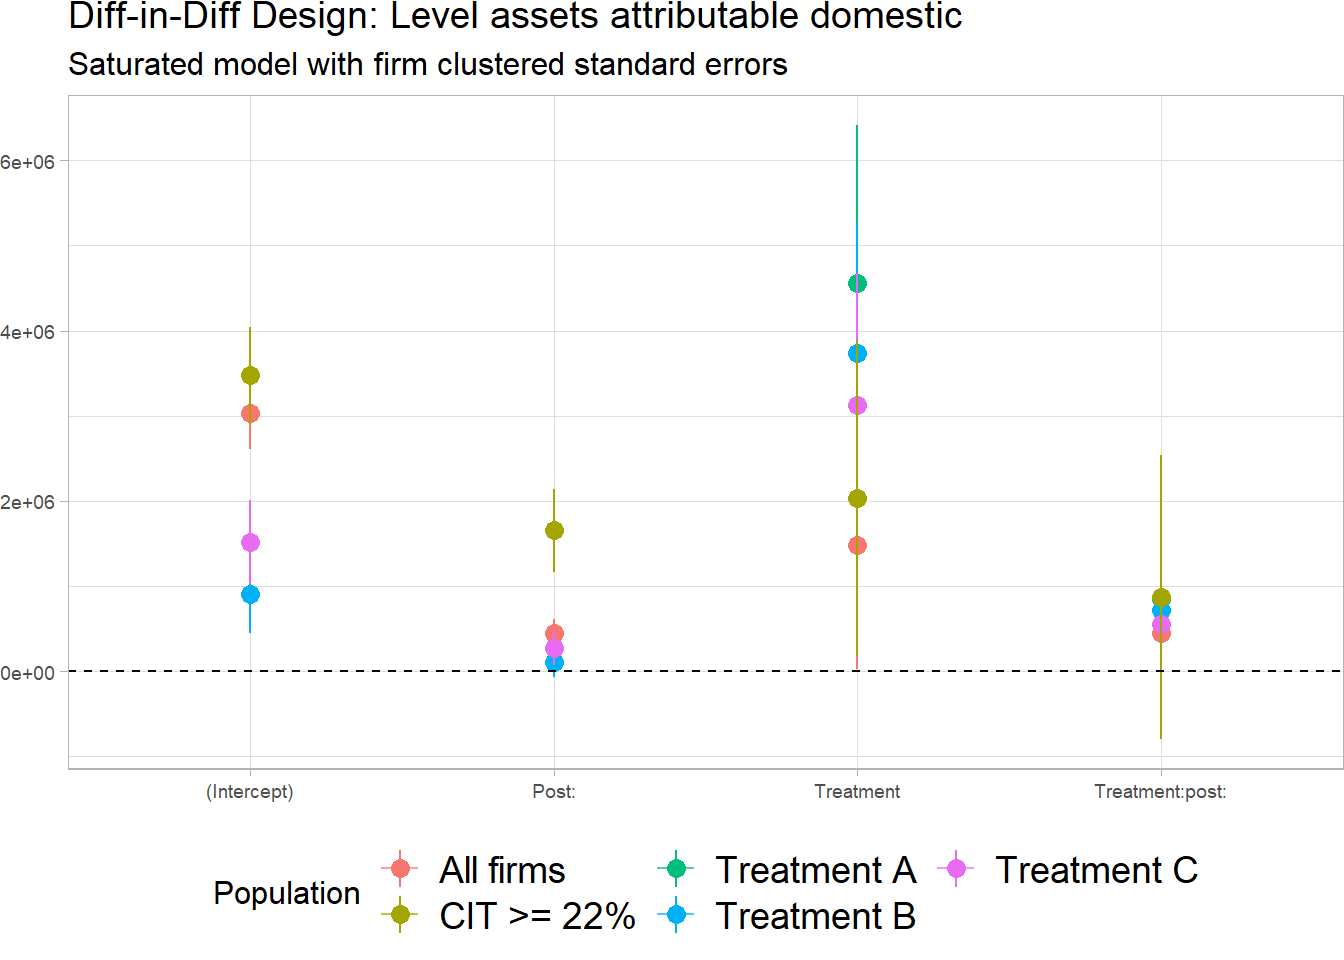 Diff-in-Diff Design: Level assets attributable domestic
Saturated model with firm clustered standard errors
6e+06
4e+06
2e+06
0e+00
(Intercept)
Post:
Treatment
Treatment:post:
Population
All firms
CIT >= 22%
Treatment A
Treatment B
Treatment C